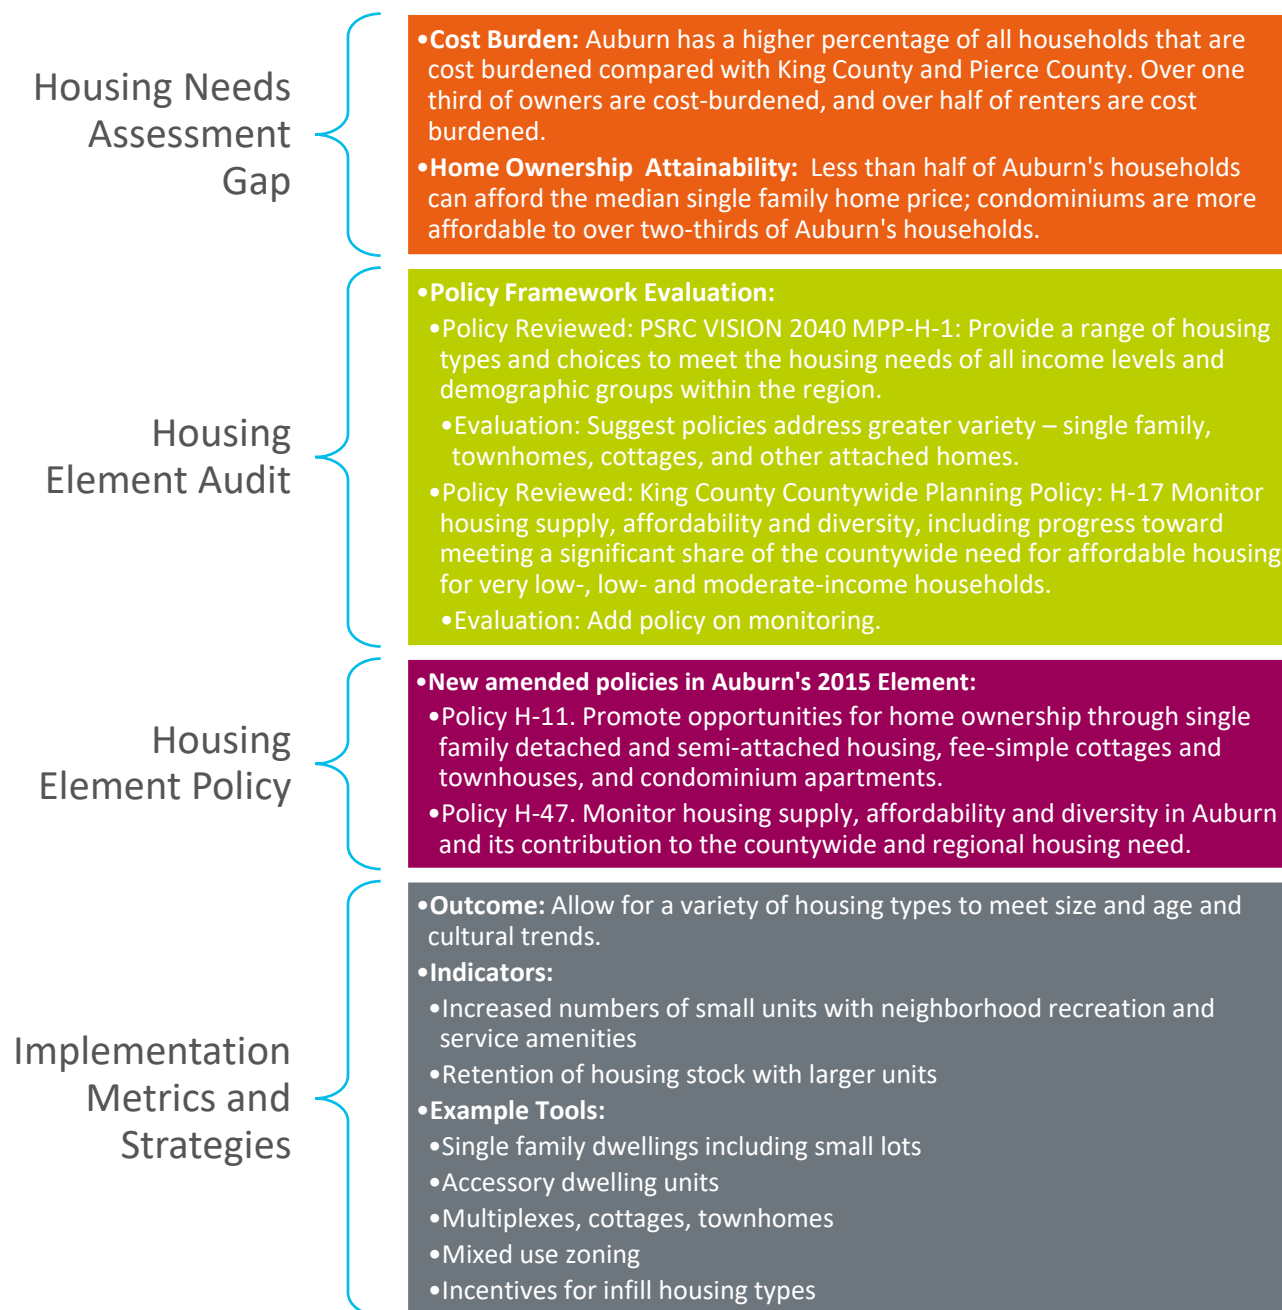 Housing Needs
Assessment
Gap
•Cost Burden: Auburn has a higher percentage of all households that are
cost burdened compared with King County and Pierce County. Over one
third of owners are cost-burdened, and over half of renters are cost
burdened.
•Home Ownership Attainability: Less than half of Auburn's households
can afford the median single family home price; condominiums are more
affordable to over two-thirds of Auburn's households.
Housing
Element Audit
•Policy Framework Evaluation:
•Policy Reviewed: PSRC VISION 2040 MPP-H-1: Provide a range of housing
types and choices to meet the housing needs of all income levels and
demographic groups within the region.
•Evaluation: Suggest policies address greater variety – single family,
townhomes, cottages, and other attached homes.
•Policy Reviewed: King County Countywide Planning Policy: H-17 Monitor
housing supply, affordability and diversity, including progress toward
meeting a significant share of the countywide need for affordable housing
for very low-, low- and moderate-income households.
•Evaluation: Add policy on monitoring.
Housing
Element Policy
•New amended policies in Auburn's 2015 Element:
•Policy H-11. Promote opportunities for home ownership through single
family detached and semi-attached housing, fee-simple cottages and
townhouses, and condominium apartments.
•Policy H-47. Monitor housing supply, affordability and diversity in Auburn
and its contribution to the countywide and regional housing need.
Implementation
Metrics and
Strategies
•Outcome: Allow for a variety of housing types to meet size and age and
cultural trends.
•Indicators:
•Increased numbers of small units with neighborhood recreation and
service amenities
•Retention of housing stock with larger units
•Example Tools:
•Single family dwellings including small lots
•Accessory dwelling units
•Multiplexes, cottages, townhomes
•Mixed use zoning
•Incentives for infill housing types